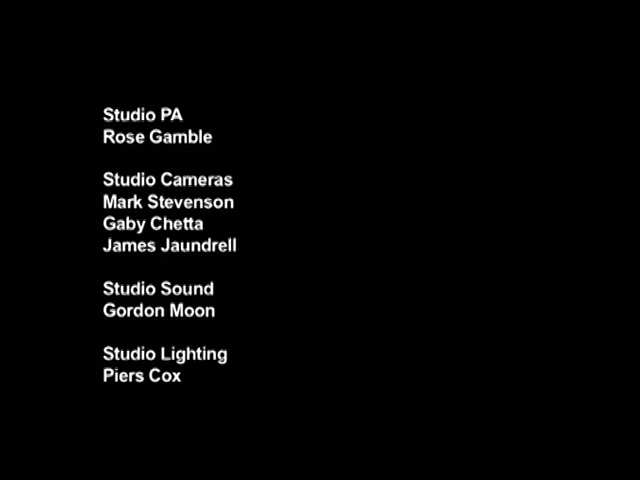 Studio PA
Rose Gamble
Studio Cameras
Mark Stevenson
Gaby Chetta
James Jaundrell
Studio Sound
Gordon Moon
Studio Lighting
Piers Cox